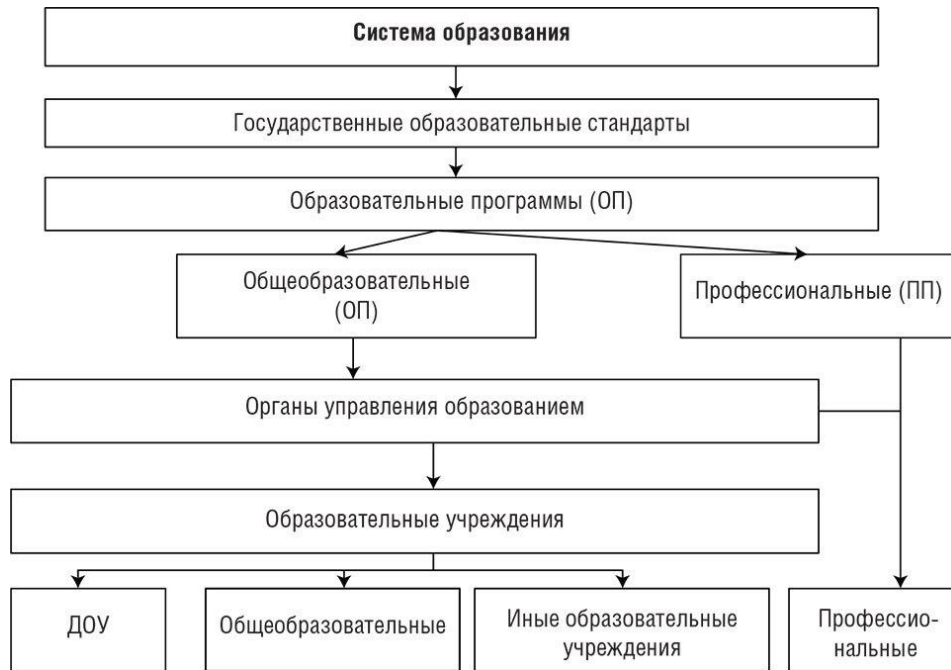 Система образования
Государственные образовательные стандарты
Образовательные программы (ОП)
Общеобразовательные
(ОП)
Профессиональные (ПП)
Органы управления образованием
Образовательные учреждения
ДОУ
Общеобразовательные
Иные образовательные
учреждения
Профессио-
нальные